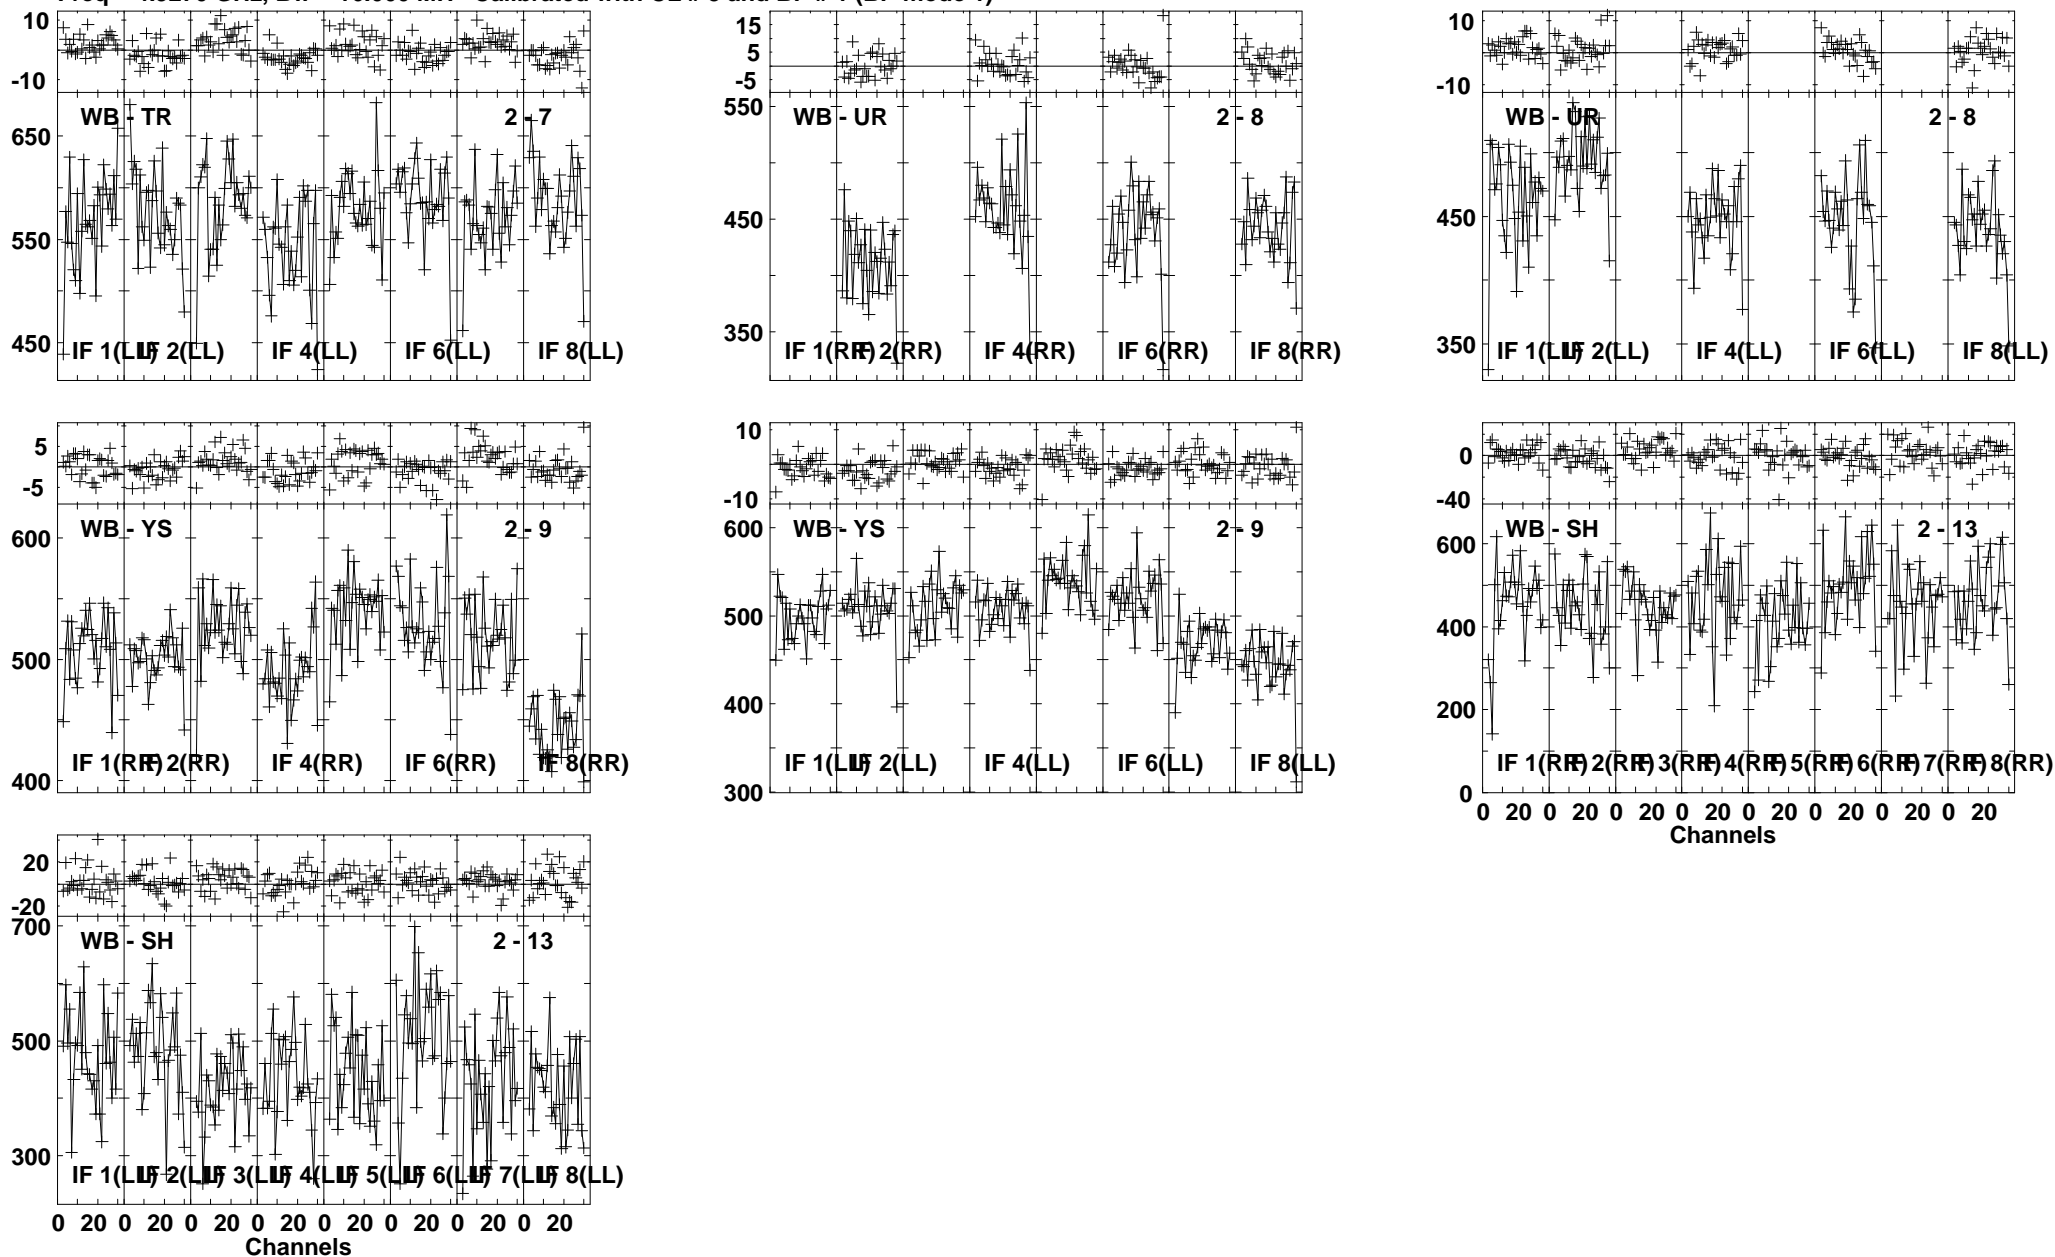 10
-10
WB - TR 2 - 7
650
550
450
IF 1(LL) IF 2(LL) IF 4(LL) IF 6(LL) IF 8(LL)
15
5
-5
WB - UR 2 - 8
550
450
350
IF 1(RR) IF 2(RR) IF 4(RR) IF 6(RR) IF 8(RR)
10
-10
WB - UR 2 - 8
450
350
IF 1(LL) IF 2(LL) IF 4(LL) IF 6(LL) IF 8(LL)
5
-5
WB - YS 2 - 9
600
500
400
IF 1(RR) IF 2(RR) IF 4(RR) IF 6(RR) IF 8(RR)
10
-10
WB - YS 2 - 9
600
500
400
300
IF 1(LL) IF 2(LL) IF 4(LL) IF 6(LL) IF 8(LL)
0
-40
WB - SH 2 - 13
600
400
200
0
IF 1(RR) IF 2(RR) IF 3(RR) IF 4(RR) IF 5(RR) IF 6(RR) IF 7(RR) IF 8(RR)
0 20 0 20 0 20 0 20 0 20 0 20 0 20 0 20
Channels
20
-20
WB - SH 2 - 13
700
500
300
IF 1(LL) IF 2(LL) IF 3(LL) IF 4(LL) IF 5(LL) IF 6(LL) IF 7(LL) IF 8(LL)
0 20 0 20 0 20 0 20 0 20 0 20 0 20 0 20
Channels